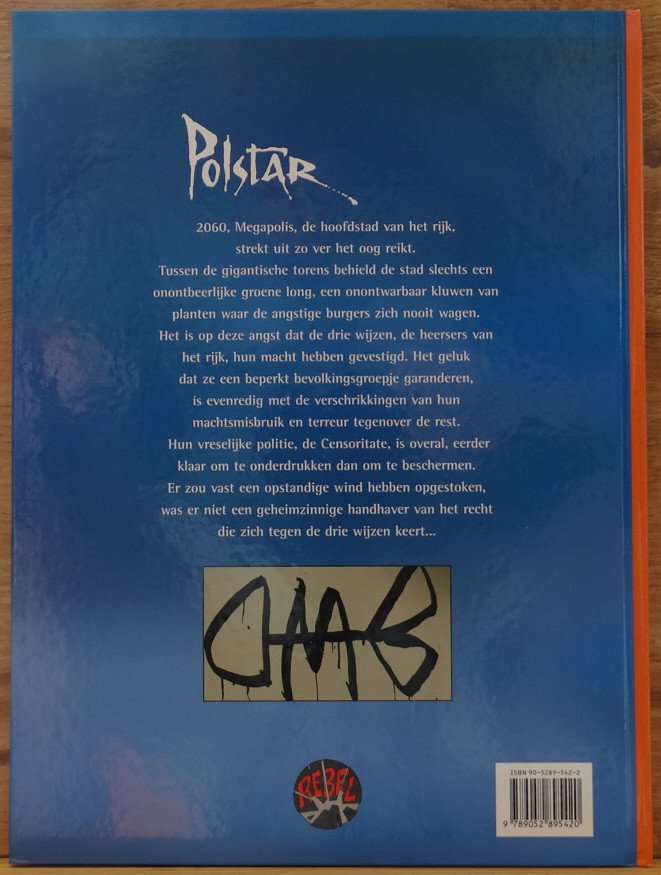 Polstar
2060, Megapolis, de hoofdstad van het rijk,
strekt uit zo ver het oog reikt.
Tussen de gigantische torens behield de stad slechts een
onontbeerlijke groene long, een onontwarbaar kluwen van
planten waar de angstige burgers zich nooit wagen.
Het is op deze angst dat de drie wijzen, de heersers van
het rijk, hun macht hebben gevestigd. Het geluk
dat ze een beperkt bevolkingsgroepje garanderen,
is evenredig met de verschrikkingen van hun
machtsmisbruik en terreur tegenover de rest.
Hun vreselijke politie, de Censoritate, is overal, eerder
klaar om te onderdrukken dan om te beschermen.
Er zou vast een opstandige wind hebben opgestoken,
was er niet een geheimzinnige handhaver van het recht
die zich tegen de drie wijzen keert...
REBEL
ISBN 90-5289-542-2
9 789052 895420